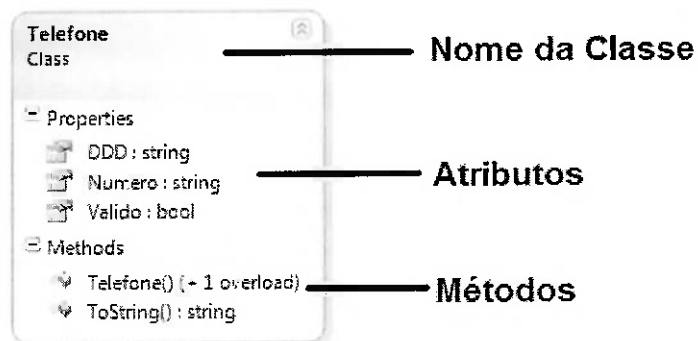 Telefone
Class
Nome da Classe
Properties
DDD : string
Numero : string
Atributos
Valido : bool
Methods
Telefone() (+ 1 overload)
Métodos
ToString() : string